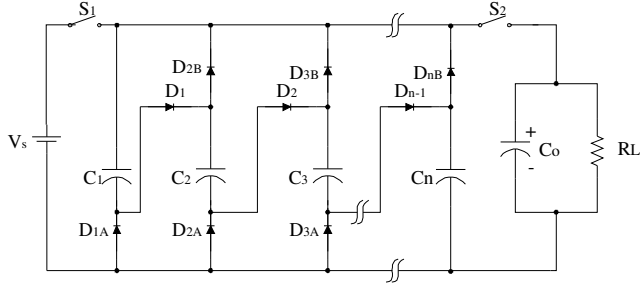 S1
S2
D2B
D3B
DnB
D1
D2
Dn-1
Vs
C1
C2
C3
Cn
+
Co
-
RL
D1A
D2A
D3A